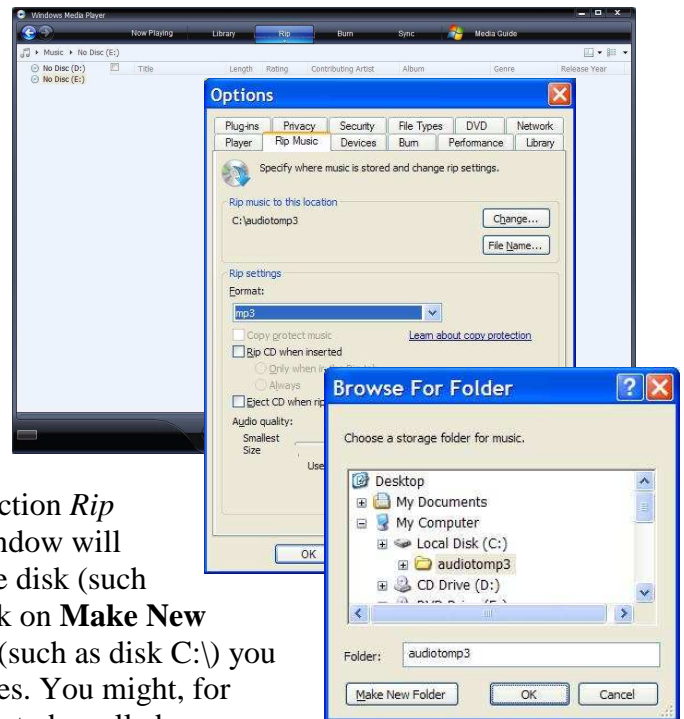 Windows Media Player
Now Playing Library Rip Burn Sync Media Guide
Music No Disc (E:)
No Disc (D:) Title Length Rating Contributing Artist Album Genre Release Year
No Disc (E:)
Options
Plug-ins Privacy Security File Types DVD Network
Player Rip Music Devices Burn Performance Library
Specify where music is stored and change rip settings.
Rip music to this location
C:\audiotomp3
Change...
File Name...
Rip settings
Format:
mp3
Copy protect music Learn about copy protection
Rip CD when inserted
Only when in
Always
Eject CD when rip
Audio quality:
Smallest
Size
Use
OK
Browse For Folder
Choose a storage folder for music.
Desktop
My Documents
My Computer
Local Disk (C:)
audiotomp3
CD Drive (D:)
Folder: audiotomp3
Make New Folder OK Cancel
ction Rip
ndow will
e disk (such
k on Make New
(such as disk C:\) you
es. You might, for